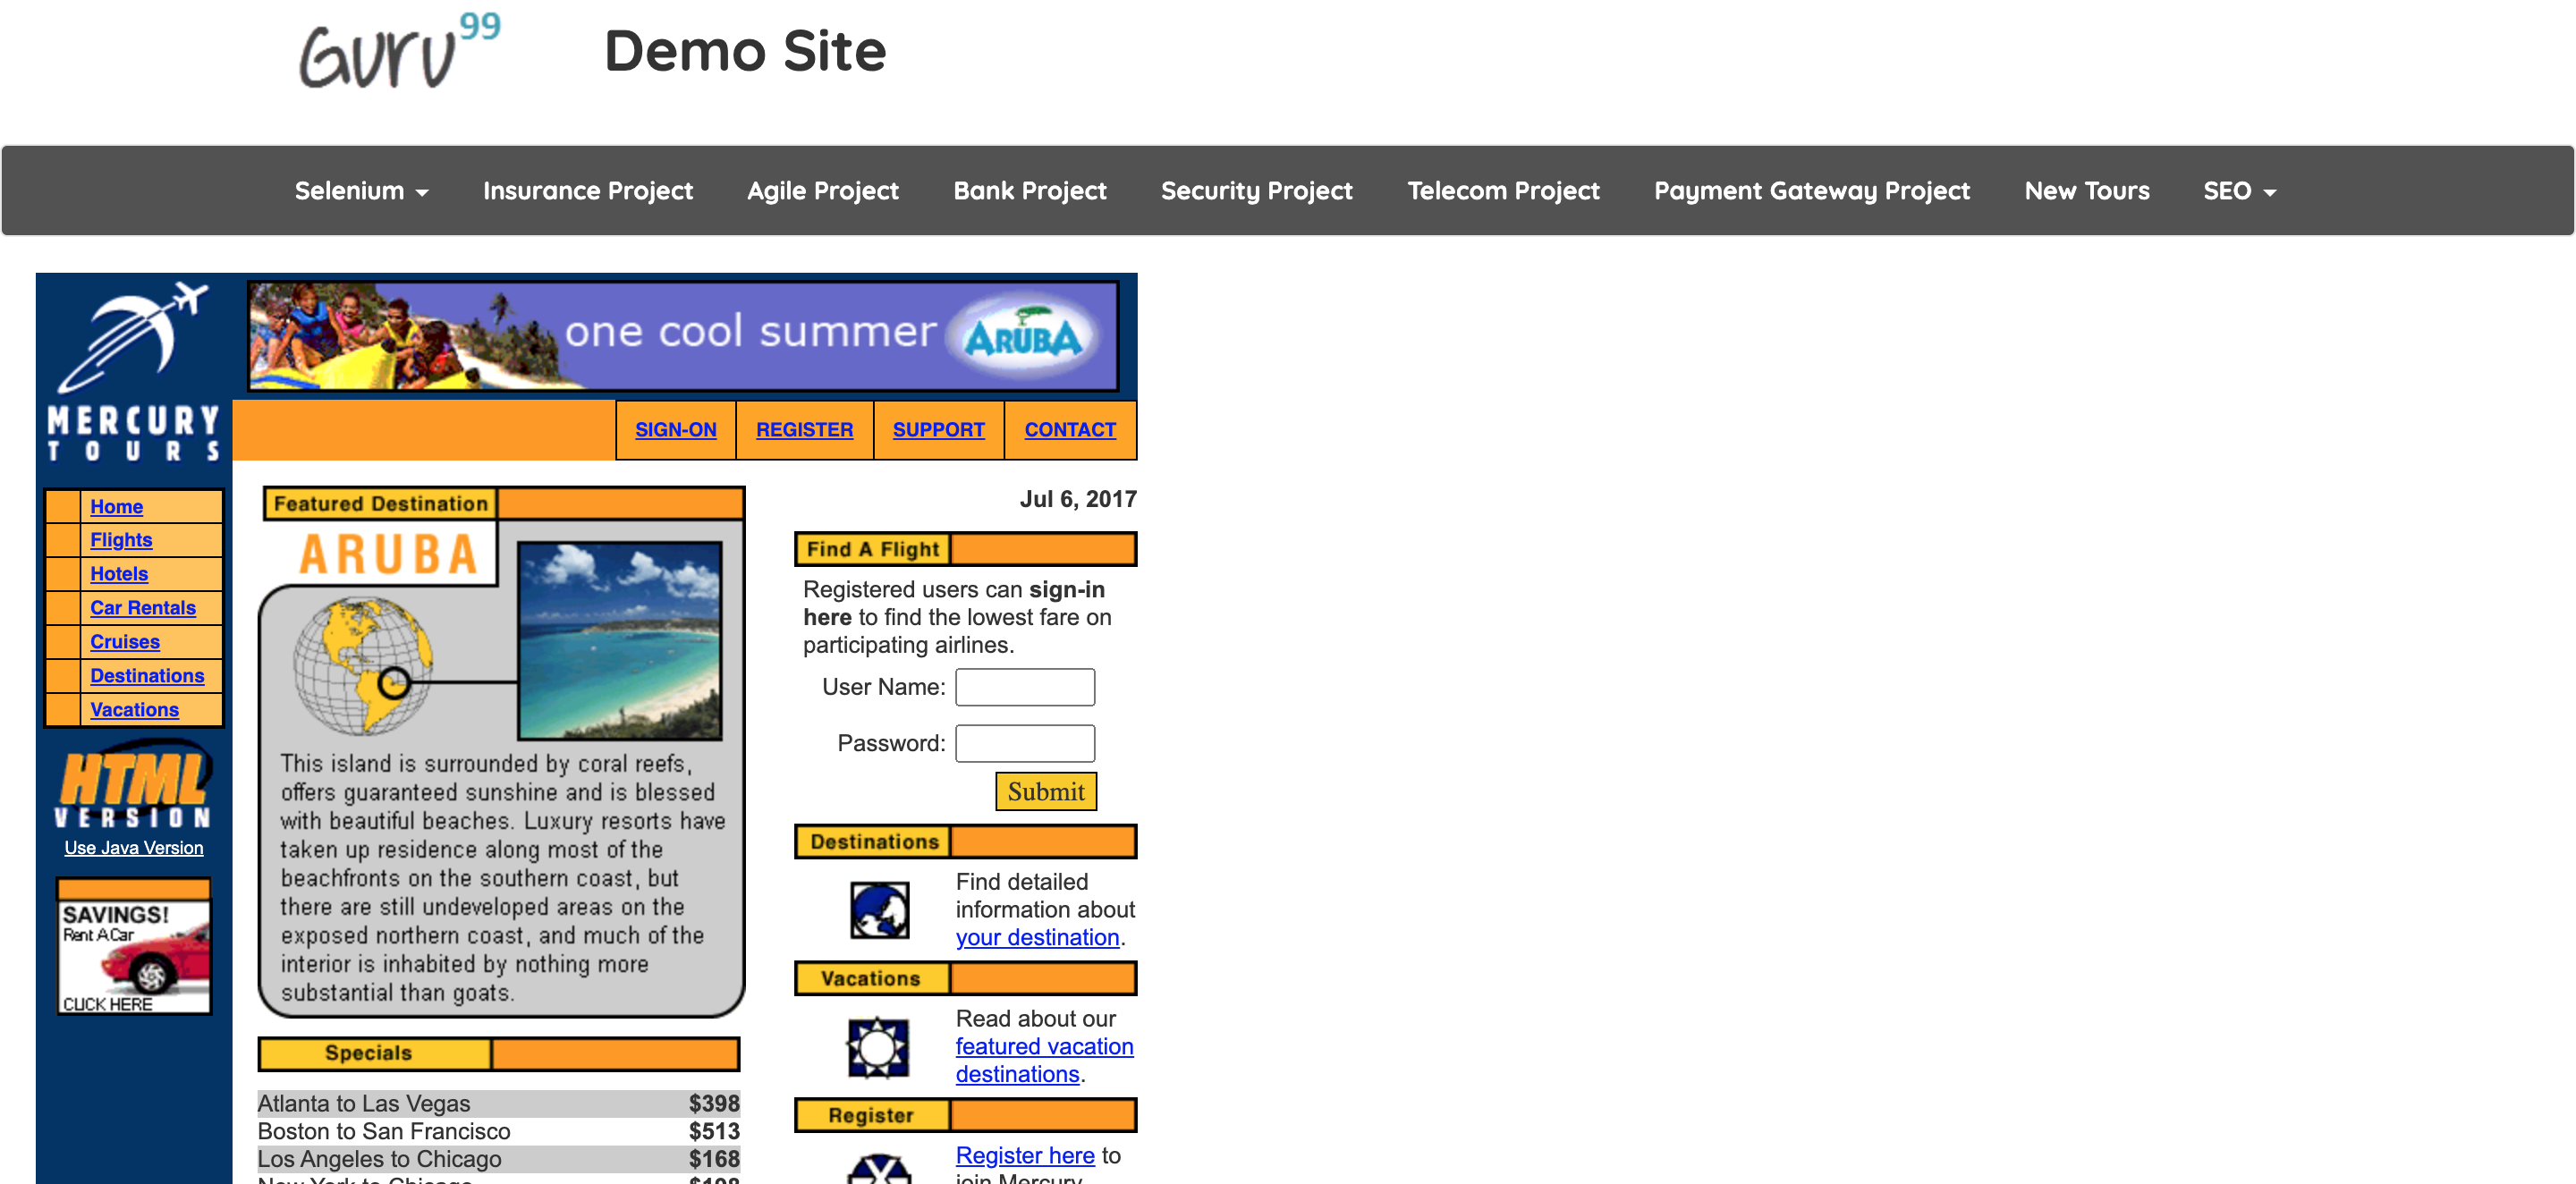 Guru99
Demo Site
Selenium
Insurance Project
Agile Project
Bank Project
Security Project
Telecom Project
Payment Gateway Project
New Tours
SEO
one cool summer
ARUBA
MERCURY
TOURS
SIGN-ON
REGISTER
SUPPORT
CONTACT
Home
Flights
Hotels
Car Rentals
Cruises
Destinations
Vacations
HTML
VERSION
Use Java Version
SAVINGS!
Rent A Car
CLICK HERE
Featured Destination
ARUBA
This island is surrounded by coral reefs,
offers guaranteed sunshine and is blessed
with beautiful beaches. Luxury resorts have
taken up residence along most of the
beachfronts on the southern coast, but
there are still undeveloped areas on the
exposed northern coast, and much of the
interior is inhabited by nothing more
substantial than goats.
Specials
Atlanta to Las Vegas $398
Boston to San Francisco $513
Los Angeles to Chicago $168
New York to Chicago $198
Jul 6, 2017
Find A Flight
Registered users can sign-in
here to find the lowest fare on
participating airlines.
User Name:
Password:
Submit
Destinations
Find detailed
information about
your destination.
Vacations
Read about our
featured vacation
destinations.
Register
Register here to
join Mercury